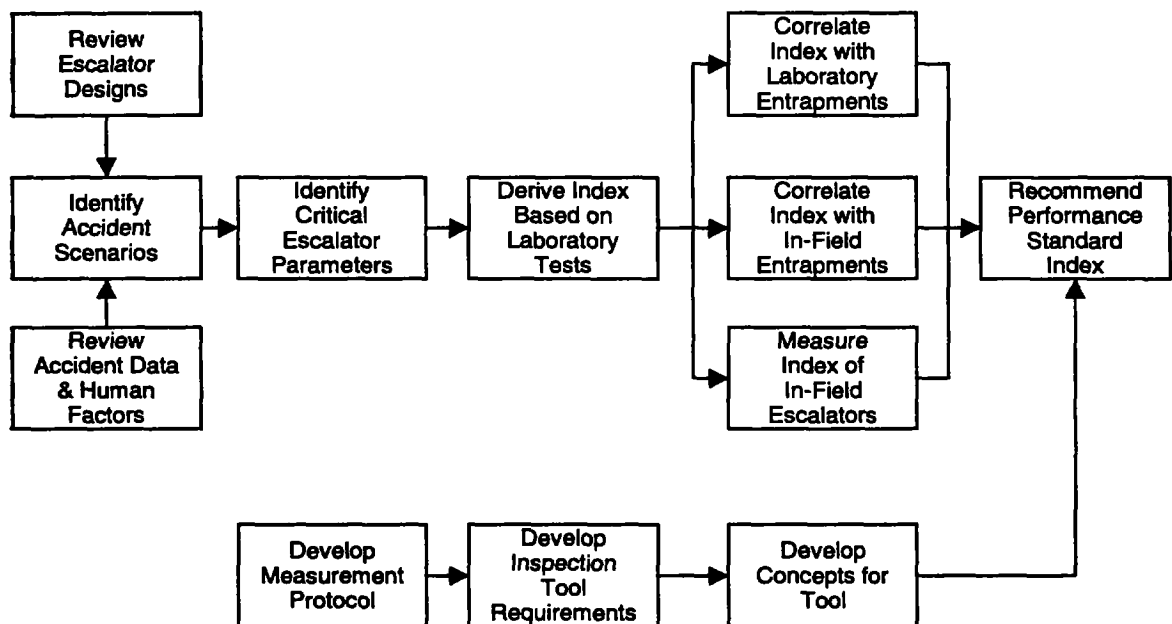 Review
Escalator
Designs
Identify
Accident
Scenarios
Review
Accident Data
& Human
Factors
Identify
Critical
Escalator
Parameters
Derive Index
Based on
Laboratory
Tests
Correlate
Index with
Laboratory
Entrapments
Correlate
Index with
In-Field
Entrapments
Measure
Index of
In-Field
Escalators
Recommend
Performance
Standard
Index
Develop
Measurement
Protocol
Develop
Inspection
Tool
Requirements
Develop
Concepts for
Tool